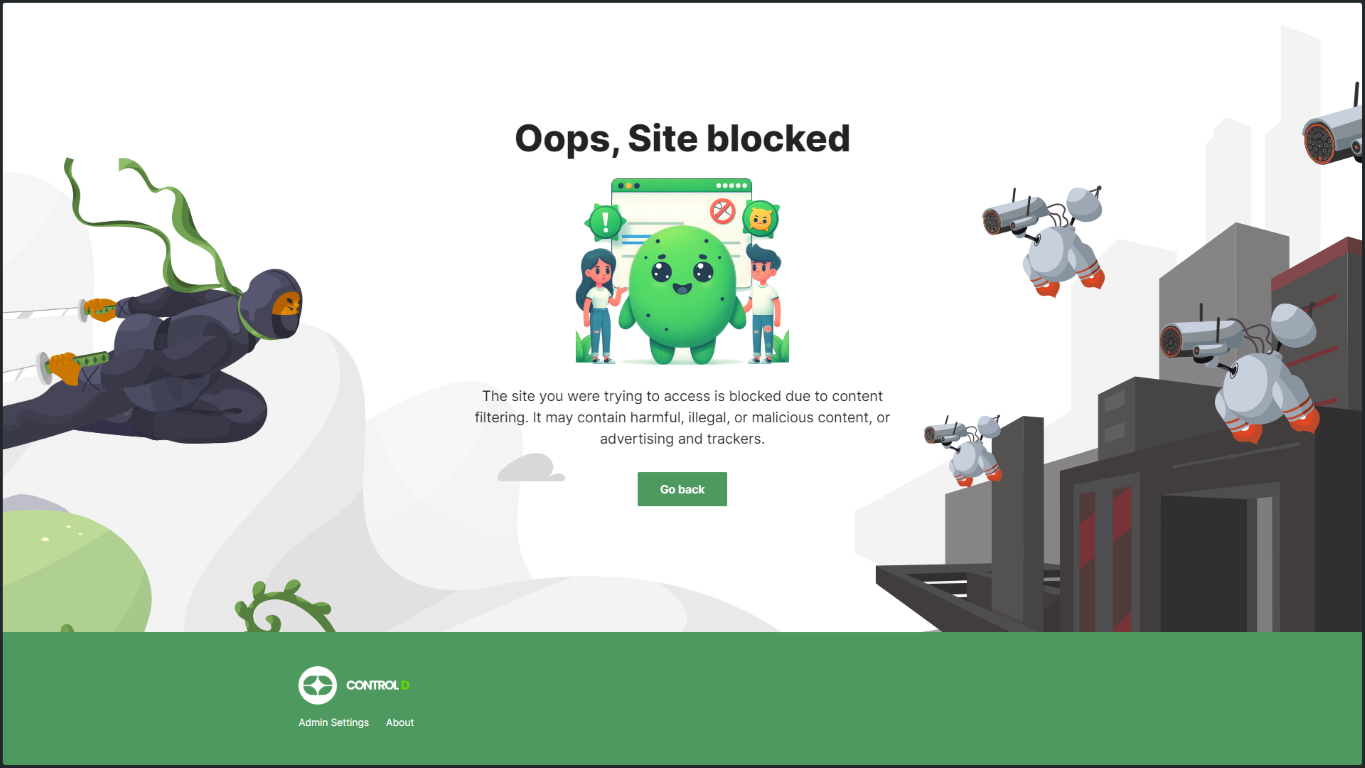 Oops, Site blocked
The site you were trying to access is blocked due to content
filtering. It may contain harmful, illegal, or malicious content, or
advertising and trackers.
Go back
CONTROL D
Admin Settings About